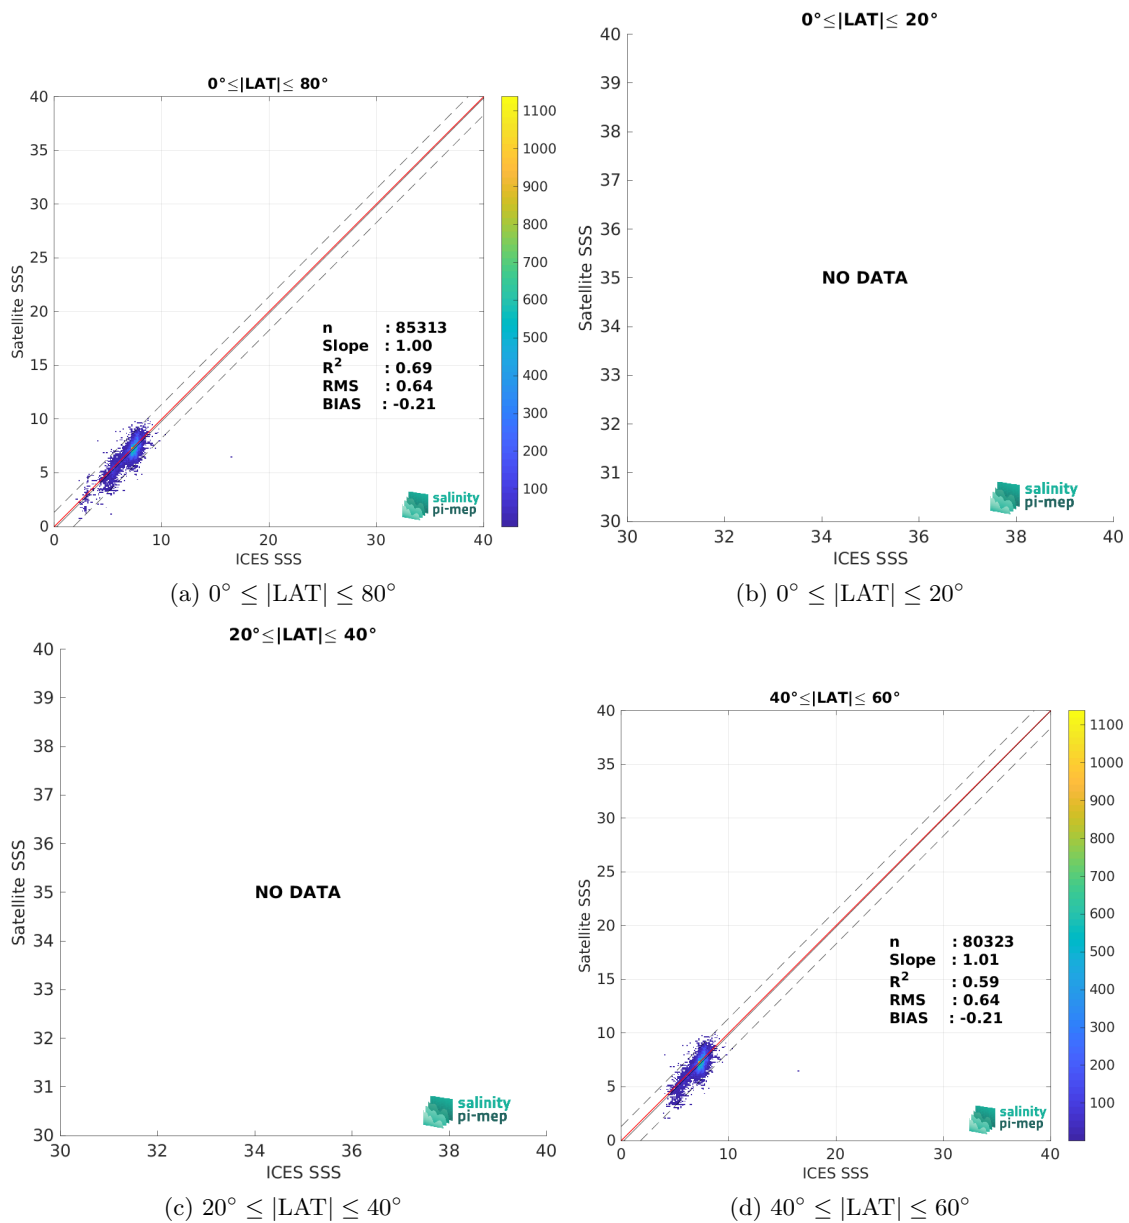 0°≤|LAT|≤ 80°
Satellite SSS
40
35
30
25
20
15
10
5
0
0
10
20
30
40
ICES SSS
n : 85313
Slope : 1.00
R² : 0.69
RMS : 0.64
BIAS : -0.21
salinity
pi-mep
1100
1000
900
800
700
600
500
400
300
200
100
(a) 0° ≤ |LAT| ≤ 80°
0°≤|LAT|≤ 20°
Satellite SSS
40
39
38
37
36
35
34
33
32
31
30
30
32
34
36
38
40
ICES SSS
NO DATA
salinity
pi-mep
(b) 0° ≤ |LAT| ≤ 20°
20°≤|LAT|≤ 40°
Satellite SSS
40
39
38
37
36
35
34
33
32
31
30
30
32
34
36
38
40
ICES SSS
NO DATA
salinity
pi-mep
(c) 20° ≤ |LAT| ≤ 40°
40°≤|LAT|≤ 60°
Satellite SSS
40
35
30
25
20
15
10
5
0
0
10
20
30
40
ICES SSS
n : 80323
Slope : 1.01
R² : 0.59
RMS : 0.64
BIAS : -0.21
salinity
pi-mep
1100
1000
900
800
700
600
500
400
300
200
100
(d) 40° ≤ |LAT| ≤ 60°